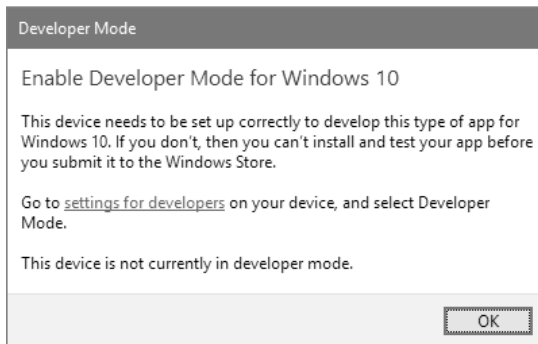 Developer Mode
Enable Developer Mode for Windows 10
This device needs to be set up correctly to develop this type of app for
Windows 10. If you don't, then you can't install and test your app before
you submit it to the Windows Store.
Go to settings for developers on your device, and select Developer
Mode.
This device is not currently in developer mode.
OK